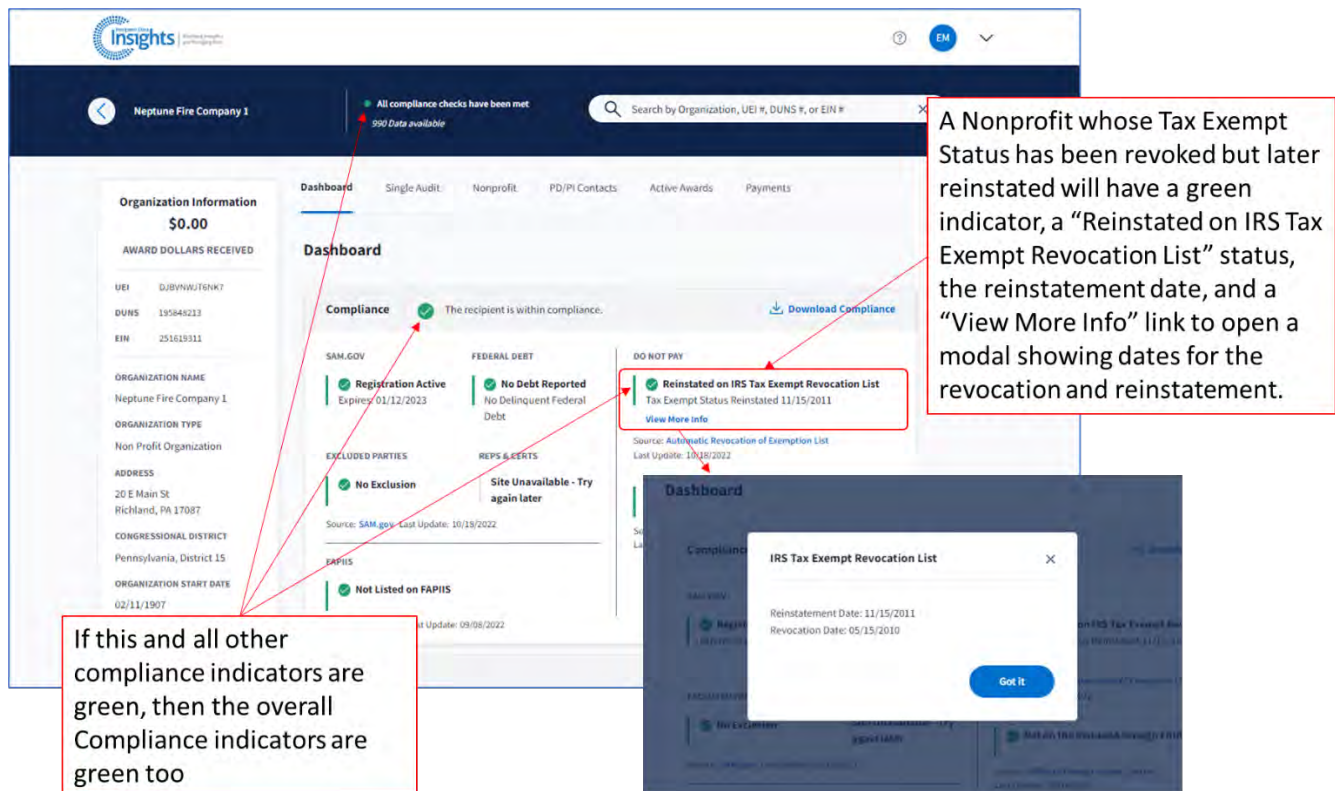 Insights
EM
Neptune Fire Company 1
All compliance checks have been met
990 Data available
Search by Organization, UEI #, DUNS #, or EIN #
Organization Information
$0.00
AWARD DOLLARS RECEIVED
UEI DJBVNWJT6NK7
DUNS 195848213
EIN 251619311
ORGANIZATION NAME
Neptune Fire Company 1
ORGANIZATION TYPE
Non Profit Organization
ADDRESS
20 E Main St
Richland, PA 17087
CONGRESSIONAL DISTRICT
Pennsylvania, District 15
ORGANIZATION START DATE
02/11/1907
Dashboard Single Audit Nonprofit PD/PI Contacts Active Awards Payments
Dashboard
Compliance The recipient is within compliance. Download Compliance
SAM.GOV
Registration Active
Expires: 01/12/2023
FEDERAL DEBT
No Debt Reported
No Delinquent Federal
Debt
EXCLUDED PARTIES
No Exclusion
REPS & CERTS
Site Unavailable - Try
again later
Source: SAM.gov Last Update: 10/18/2022
FAPIIS
Not Listed on FAPIIS
Last Update: 09/08/2022
DO NOT PAY
Reinstated on IRS Tax Exempt Revocation List
Tax Exempt Status Reinstated 11/15/2011
View More Info
Source: Automatic Revocation of Exemption List
Last Update: 10/18/2022
A Nonprofit whose Tax Exempt
Status has been revoked but later
reinstated will have a green
indicator, a “Reinstated on IRS Tax
Exempt Revocation List” status,
the reinstatement date, and a
“View More Info” link to open a
modal showing dates for the
revocation and reinstatement.
If this and all other
compliance indicators are
green, then the overall
Compliance indicators are
green too
Dashboard
Compliance
IRS Tax Exempt Revocation List
Reinstatement Date: 11/15/2011
Revocation Date: 05/15/2010
Got it